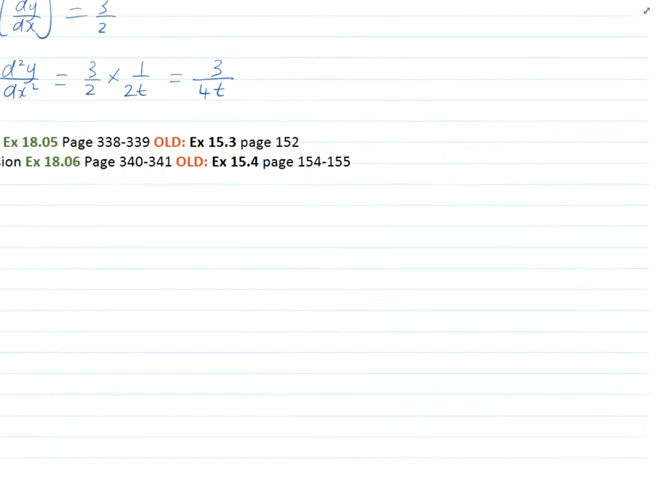 (dy/dx) = 3/2
d²y/dx² = 3/2 × 1/2t = 3/4t
Ex 18.05 Page 338-339 OLD: Ex 15.3 page 152
sion Ex 18.06 Page 340-341 OLD: Ex 15.4 page 154-155